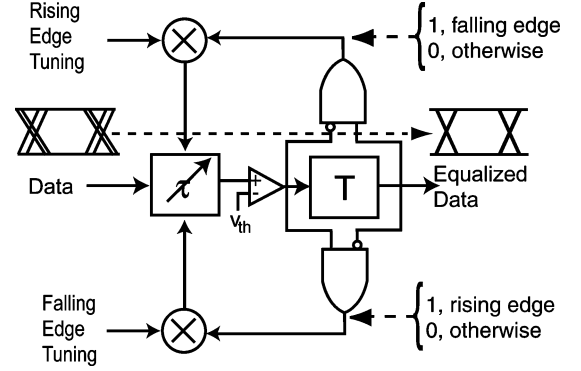 Rising
Edge
Tuning
1, falling edge
0, otherwise
Data
τ
+
-
vth
T
Equalized
Data
Falling
Edge
Tuning
1, rising edge
0, otherwise